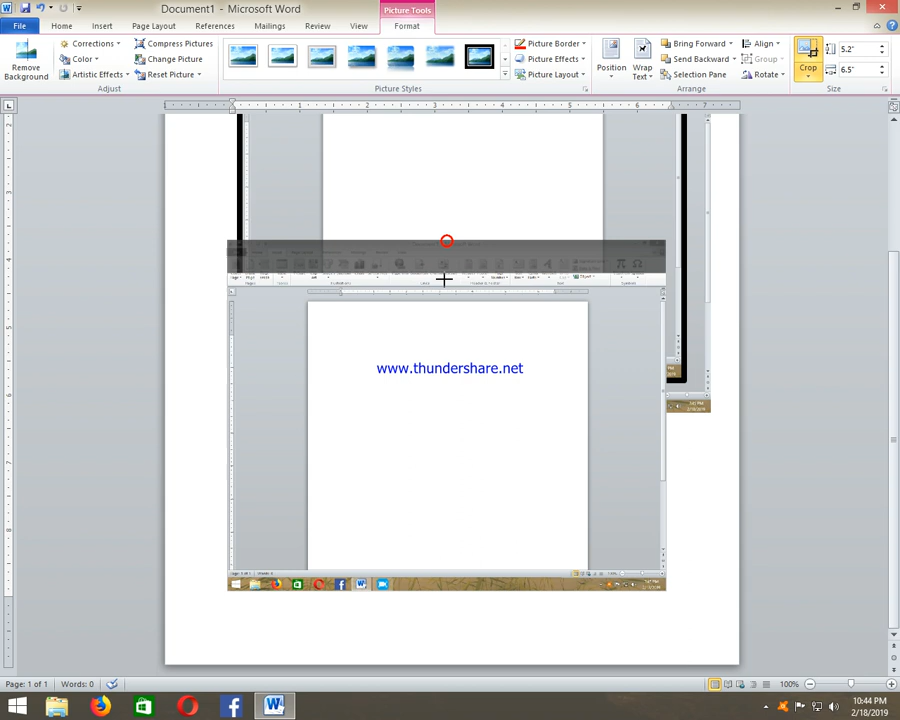 Document1 - Microsoft Word
Picture Tools
File Home Insert Page Layout References Mailings Review View Format
Remove Background
Corrections
Color
Artistic Effects
Compress Pictures
Change Picture
Reset Picture
Adjust
Picture Styles
Picture Border
Picture Effects
Picture Layout
Position
Wrap Text
Bring Forward
Send Backward
Selection Pane
Align
Group
Rotate
Arrange
Crop
5.2"
6.5"
Size
www.thundershare.net
Page: 1 of 1 Words: 0
100%
10:44 PM
2/18/2019